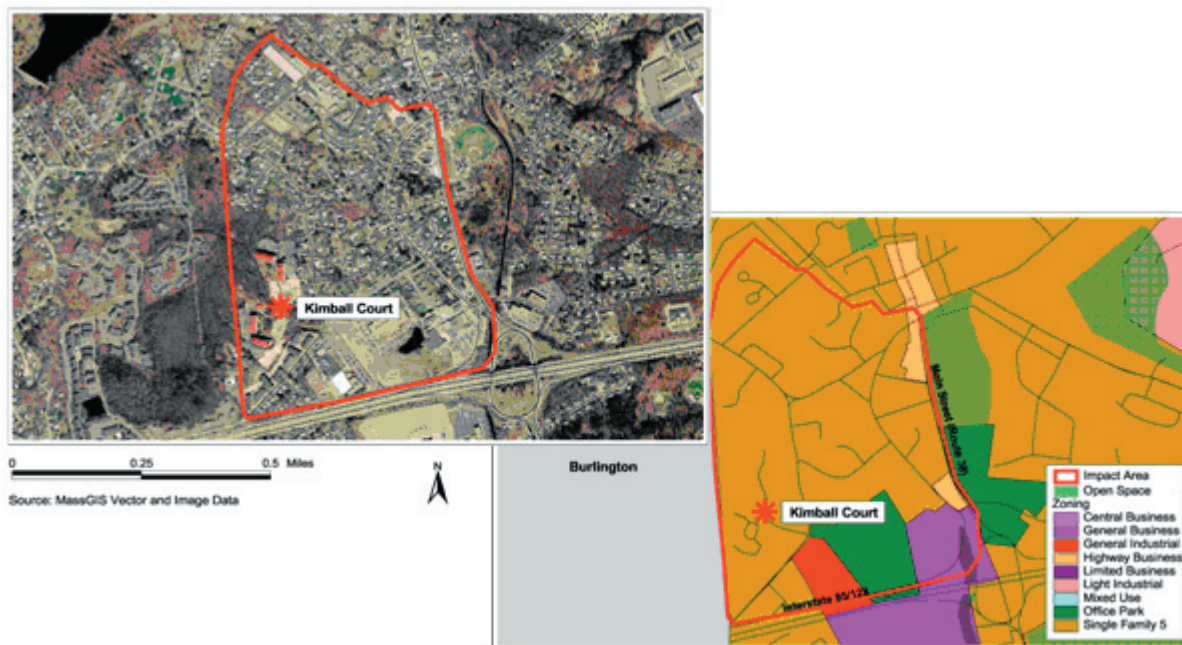 Kimball Court
0 0.25 0.5 Miles
N
Source: MassGIS Vector and Image Data
Burlington
Main Street (Route 38)
Kimball Court
Interstate 95/128
Impact Area
Open Space
Zoning
Central Business
General Business
General Industrial
Highway Business
Limited Business
Light Industrial
Mixed Use
Office Park
Single Family 5